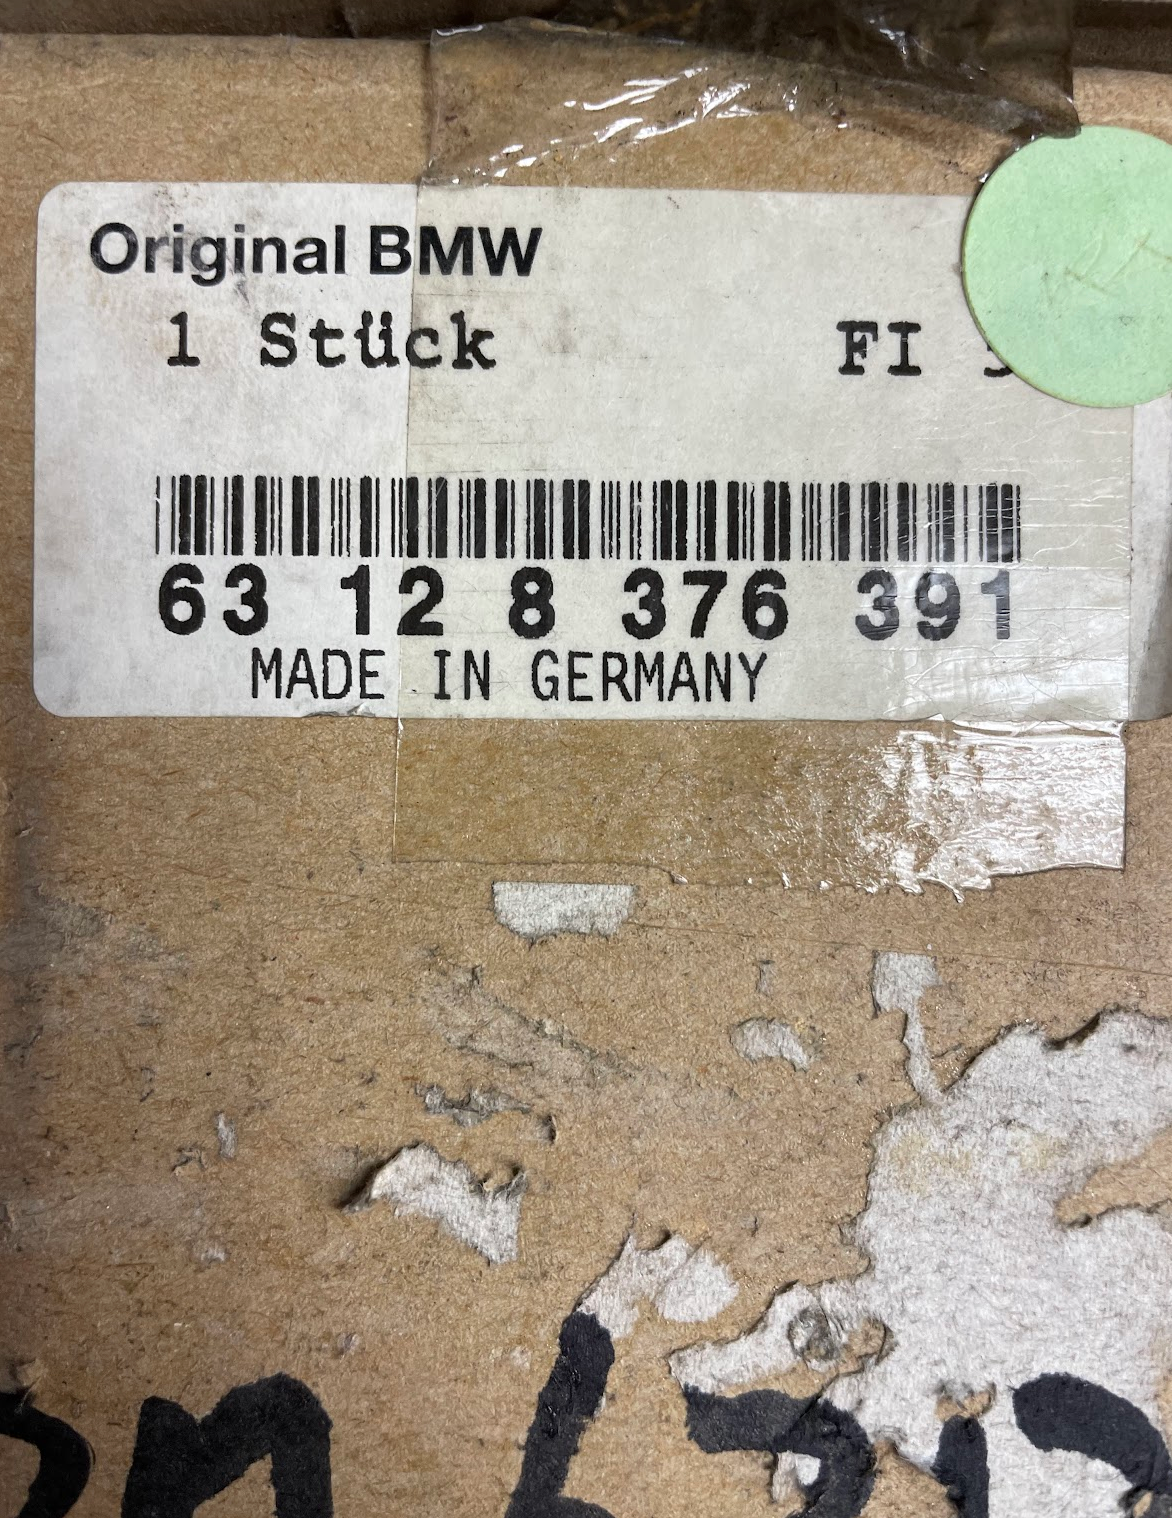 Original BMW
1 Stück FI
63 12 8 376 391
MADE IN GERMANY